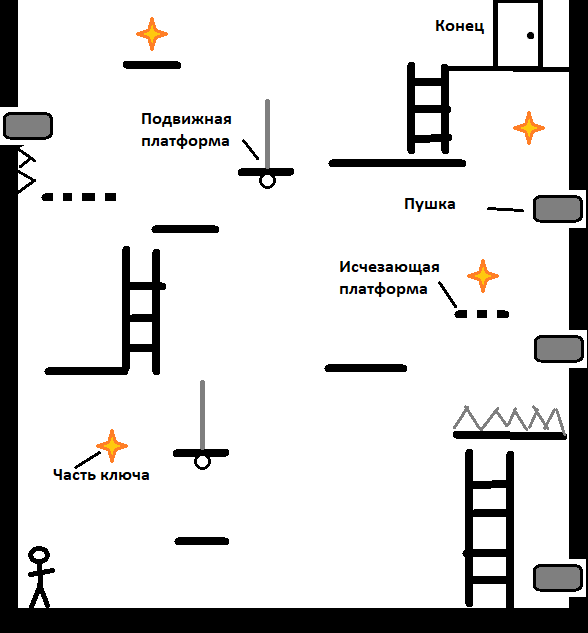 Конец
Подвижная
платформа
Пушка
Исчезающая
платформа
Часть ключа